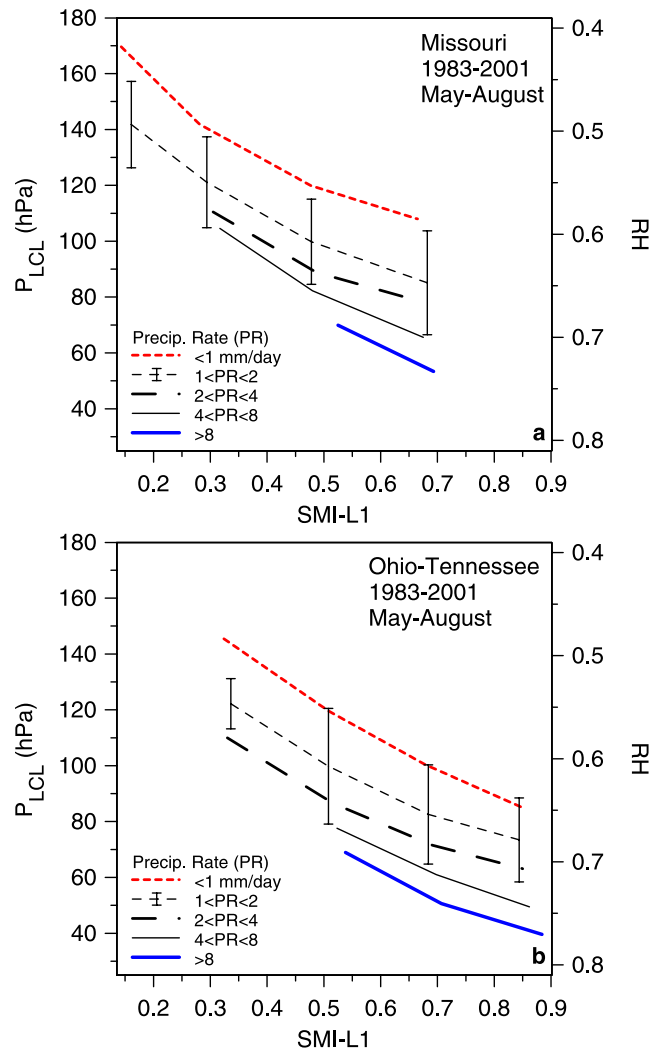 180
160
140
120
100
80
60
40
P_LCL (hPa)
Missouri
1983-2001
May-August
0.4
0.5
0.6
0.7
0.8
RH
Precip. Rate (PR)
<1 mm/day
1<PR<2
2<PR<4
4<PR<8
>8
a
0.2 0.3 0.4 0.5 0.6 0.7 0.8 0.9
SMI-L1
180
160
140
120
100
80
60
40
P_LCL (hPa)
Ohio-Tennessee
1983-2001
May-August
0.4
0.5
0.6
0.7
0.8
RH
Precip. Rate (PR)
<1 mm/day
1<PR<2
2<PR<4
4<PR<8
>8
b
0.2 0.3 0.4 0.5 0.6 0.7 0.8 0.9
SMI-L1